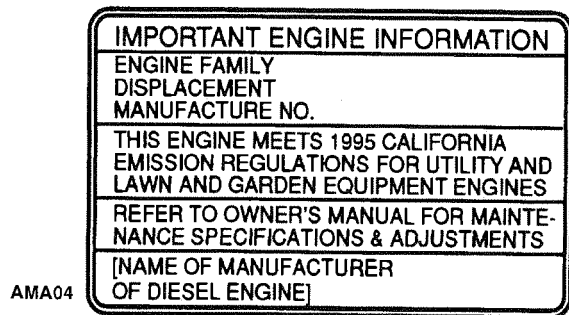 IMPORTANT ENGINE INFORMATION
ENGINE FAMILY
DISPLACEMENT
MANUFACTURE NO.
THIS ENGINE MEETS 1995 CALIFORNIA
EMISSION REGULATIONS FOR UTILITY AND
LAWN AND GARDEN EQUIPMENT ENGINES
REFER TO OWNER'S MANUAL FOR MAINTE-
NANCE SPECIFICATIONS & ADJUSTMENTS
[NAME OF MANUFACTURER
OF DIESEL ENGINE]
AMA04